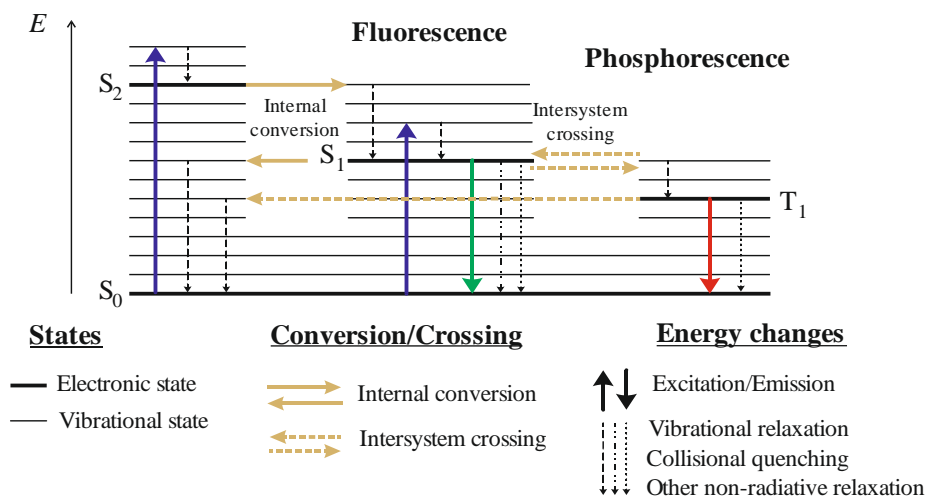 E
Fluorescence
Phosphorescence
S2
Internal
conversion
Intersystem
crossing
S1
T1
S0
States
Conversion/Crossing
Energy changes
Electronic state
Vibrational state
Internal conversion
Intersystem crossing
Excitation/Emission
Vibrational relaxation
Collisional quenching
Other non-radiative relaxation